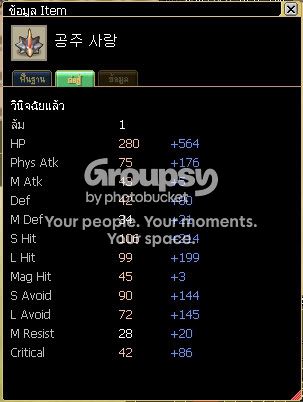 ข้อมูล Item
공주 사랑
พื้นฐาน
ข้อมูล
วินิจฉัยแล้ว
ล้ม 1
HP 280 +564
Phys Atk 75 +176
M Atk
Def 42
M Def 34 +21
S Hit 106
L Hit 99 +199
Mag Hit 45 +3
S Avoid 90 +144
L Avoid 72 +145
M Resist 28 +20
Critical 42 +86
Groupsy
by photobucket
Your people. Your moments.
Your space.